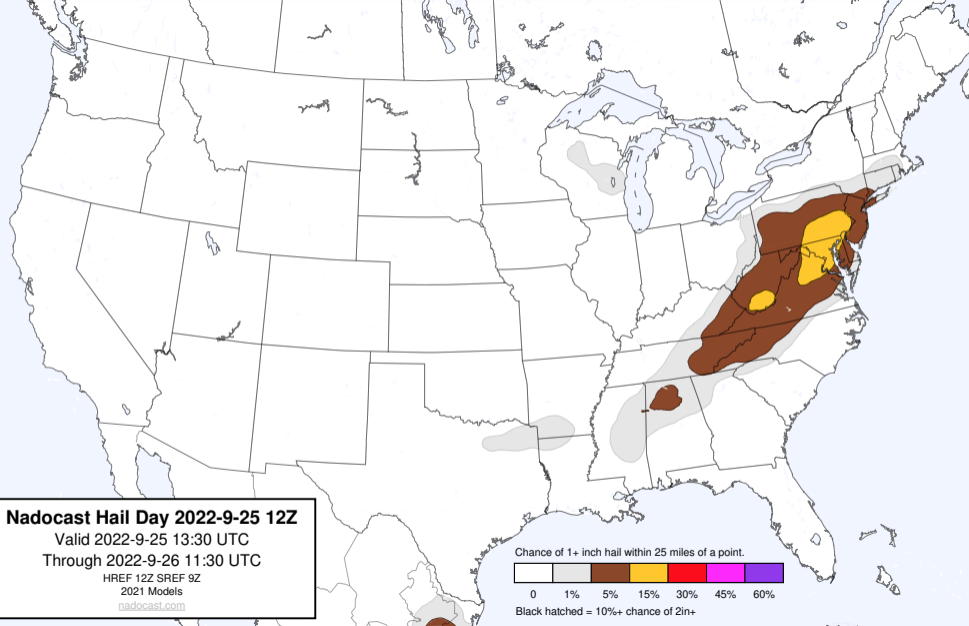 Nadocast Hail Day 2022-9-25 12Z
Valid 2022-9-25 13:30 UTC
Through 2022-9-26 11:30 UTC
HREF 12Z SREF 9Z
2021 Models
nadocast.com
Chance of 1+ inch hail within 25 miles of a point.
0 1% 5% 15% 30% 45% 60%
Black hatched = 10%+ chance of 2in+